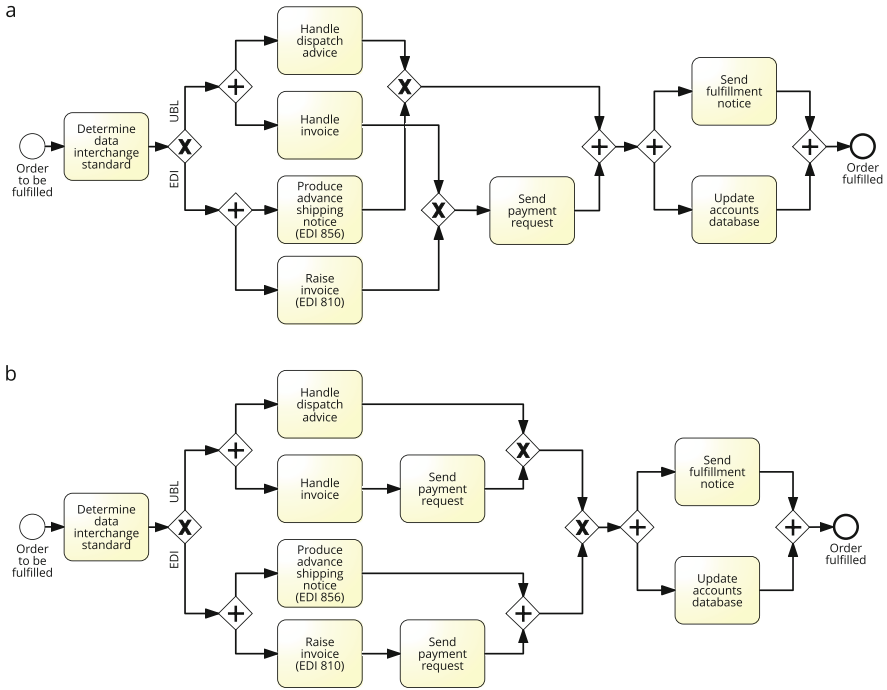 a
Handle
dispatch
advice
Handle
invoice
Produce
advance
shipping
notice
(EDI 856)
Raise
invoice
(EDI 810)
Order
to be
fulfilled
Determine
data
interchange
standard
UBL
EDI
X
X
X
Send
payment
request
Send
fulfillment
notice
Update
accounts
database
Order
fulfilled
b
Handle
dispatch
advice
Handle
invoice
Send
payment
request
Produce
advance
shipping
notice
(EDI 856)
Raise
invoice
(EDI 810)
Send
payment
request
Order
to be
fulfilled
Determine
data
interchange
standard
UBL
EDI
X
X
X
Send
fulfillment
notice
Update
accounts
database
Order
fulfilled